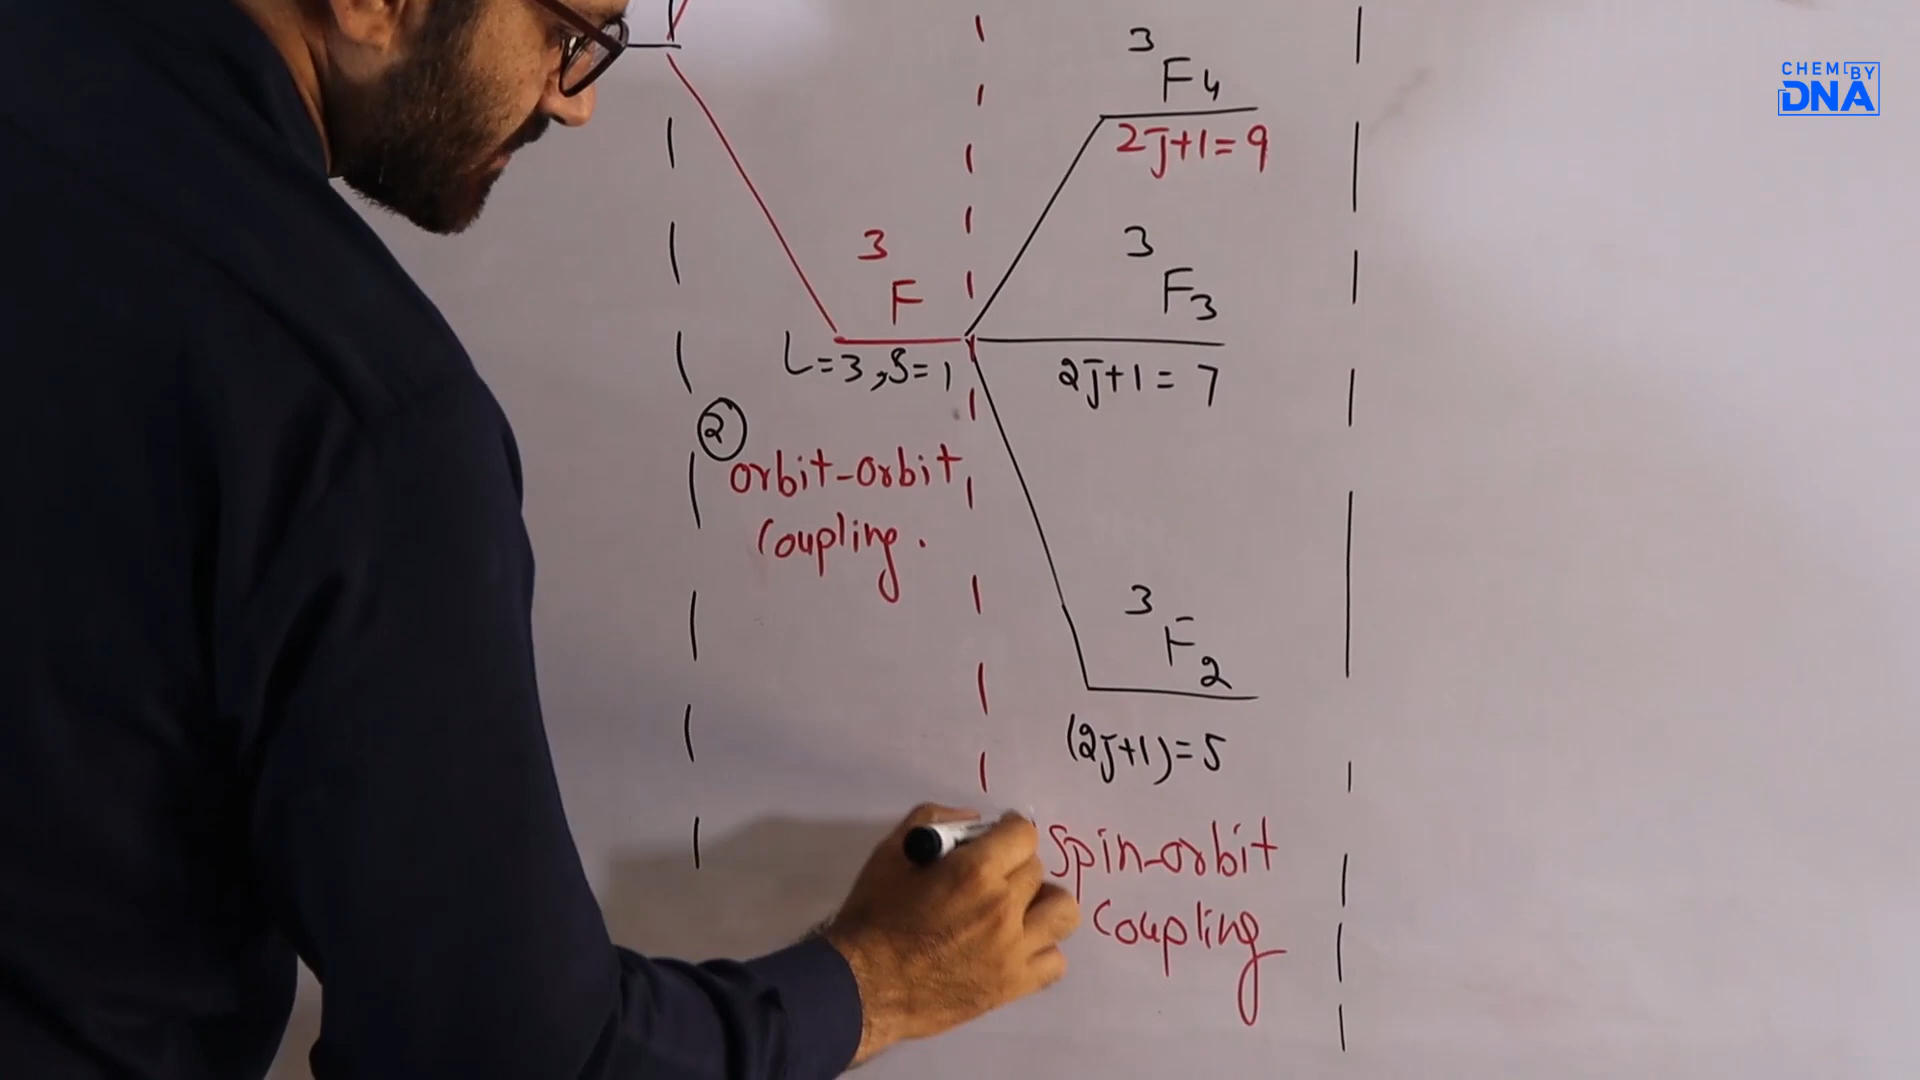 CHEM BY
DNA
3
F4
2J+1=9
3
F3
2J+1=7
3
F
L=3,S=1
2
orbit-orbit
Coupling.
3
F2
(2J+1)=5
Spin-orbit
Coupling